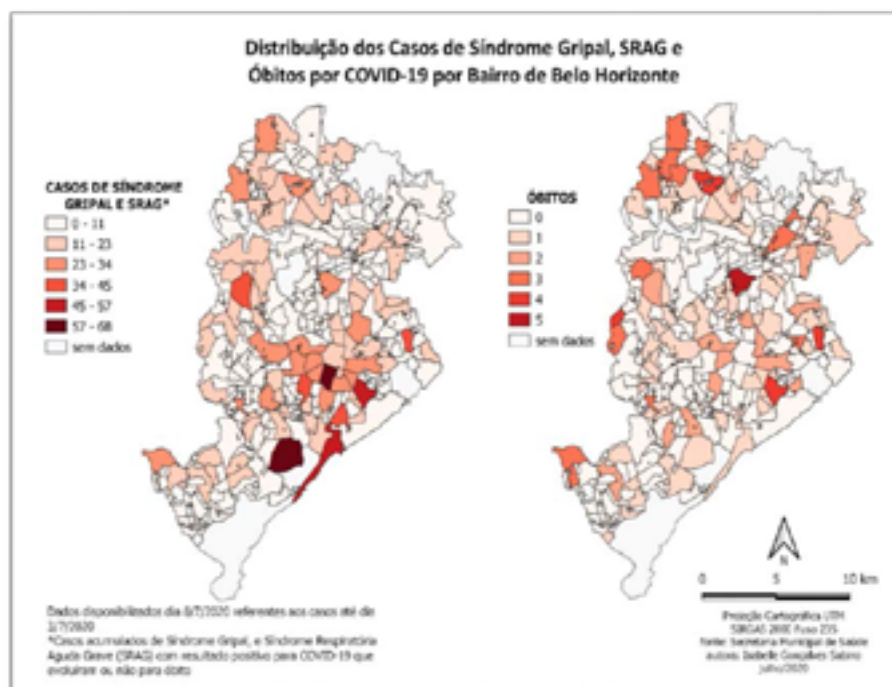 Distribuição dos Casos de Síndrome Gripal, SRAG e
Óbitos por COVID-19 por Bairro de Belo Horizonte
CASOS DE SÍNDROME
GRIPAL E SRAG*
0 - 11
11 - 23
23 - 34
34 - 45
45 - 57
57 - 68
sem dados
ÓBITOS
0
1
2
3
4
5
sem dados
N
0 5 10 km
Dados disponibilizados dia 8/7/2020 referentes aos casos até dia
3/7/2020
*Casos acumulados de Síndrome Gripal, e Síndrome Respiratória
Aguda Grave (SRAG) com resultado positivo para COVID-19 que
evoluíram ou não para óbito
Projeção Cartográfica UTM
SIRGAS 2000 Fuso 23S
Fonte: Secretaria Municipal de Saúde
autora: Izabelle Gonçalves Sabino
julho/2020